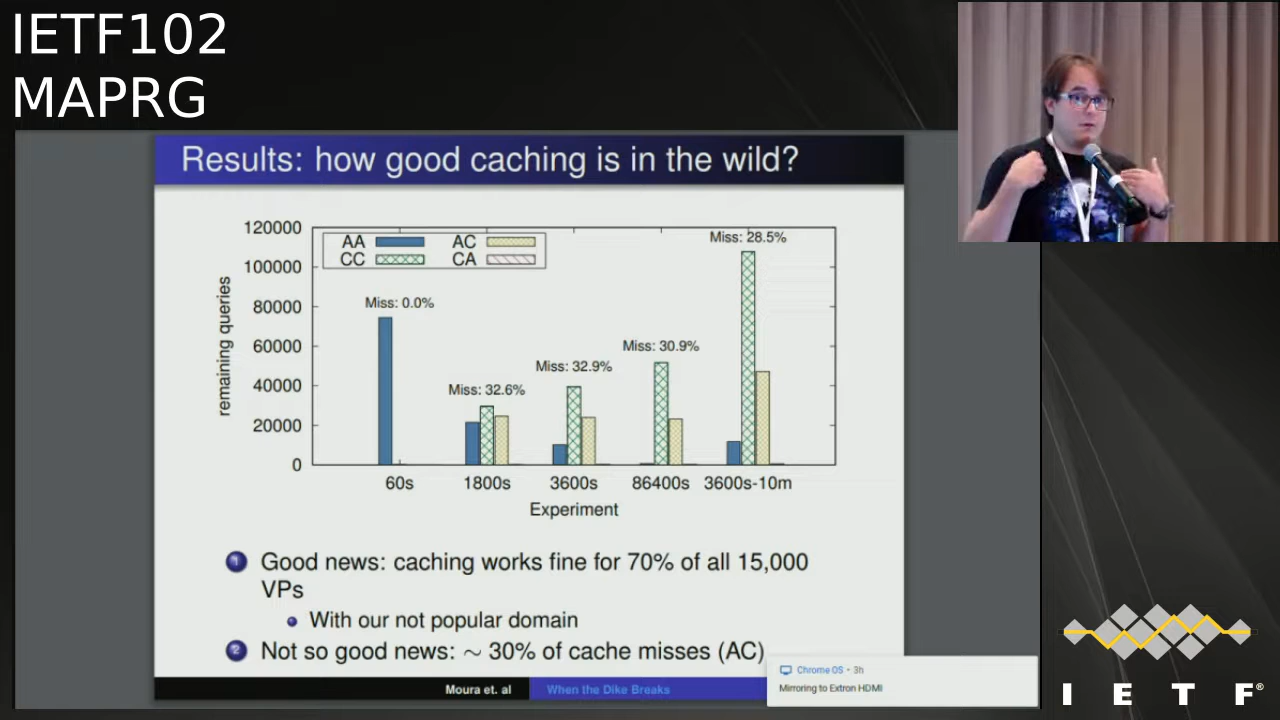 IETF102
MAPRG
Results: how good caching is in the wild?
120000
100000
80000
60000
40000
20000
0
remaining queries
AA
AC
CC
CA
Miss: 0.0%
Miss: 32.6%
Miss: 32.9%
Miss: 30.9%
Miss: 28.5%
60s
1800s
3600s
86400s
3600s-10m
Experiment
1 Good news: caching works fine for 70% of all 15,000
VPs
With our not popular domain
2 Not so good news: ~ 30% of cache misses (AC)
Moura et. al
When the Dike Breaks
Chrome OS • 3h
Mirroring to Extron HDMI
I E T F®